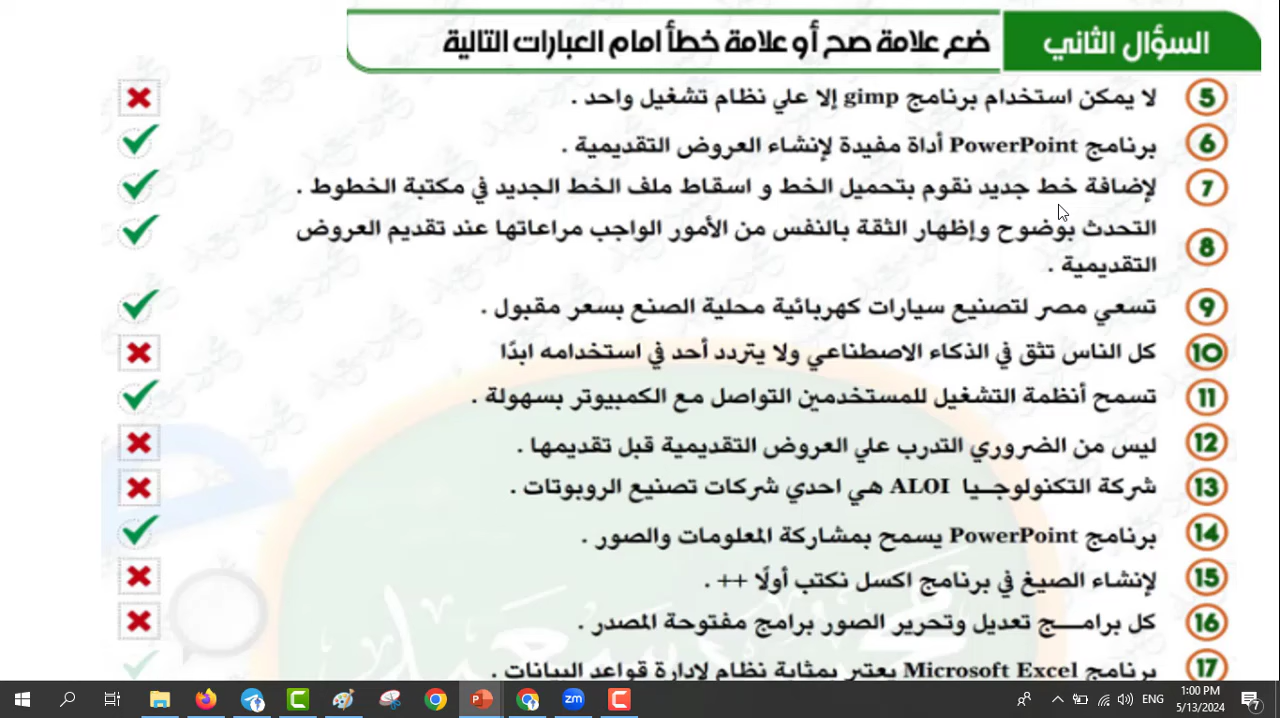 السؤال الثاني ضع علامة صح أو علامة خطأ امام العبارات التالية
5 لا يمكن استخدام برنامج gimp إلا علي نظام تشغيل واحد .
6 برنامج PowerPoint أداة مفيدة لإنشاء العروض التقديمية .
7 لإضافة خط جديد نقوم بتحميل الخط و اسقاط ملف الخط الجديد في مكتبة الخطوط .
8 التحدث بوضوح وإظهار الثقة بالنفس من الأمور الواجب مراعاتها عند تقديم العروض
التقديمية .
9 تسعي مصر لتصنيع سيارات كهربائية محلية الصنع بسعر مقبول .
10 كل الناس تثق في الذكاء الاصطناعي ولا يتردد أحد في استخدامه ابدًا
11 تسمح أنظمة التشغيل للمستخدمين التواصل مع الكمبيوتر بسهولة .
12 ليس من الضروري التدرب علي العروض التقديمية قبل تقديمها .
13 شركة التكنولوجيا ALOI هي احدي شركات تصنيع الروبوتات .
14 برنامج PowerPoint يسمح بمشاركة المعلومات والصور .
15 لإنشاء الصيغ في برنامج اكسل نكتب أولًا ++ .
16 كل برامج تعديل وتحرير الصور برامج مفتوحة المصدر .
17 برنامج Microsoft Excel يعتبر بمثابة نظام لإدارة قواعد البيانات .
ENG
1:00 PM
5/13/2024
7